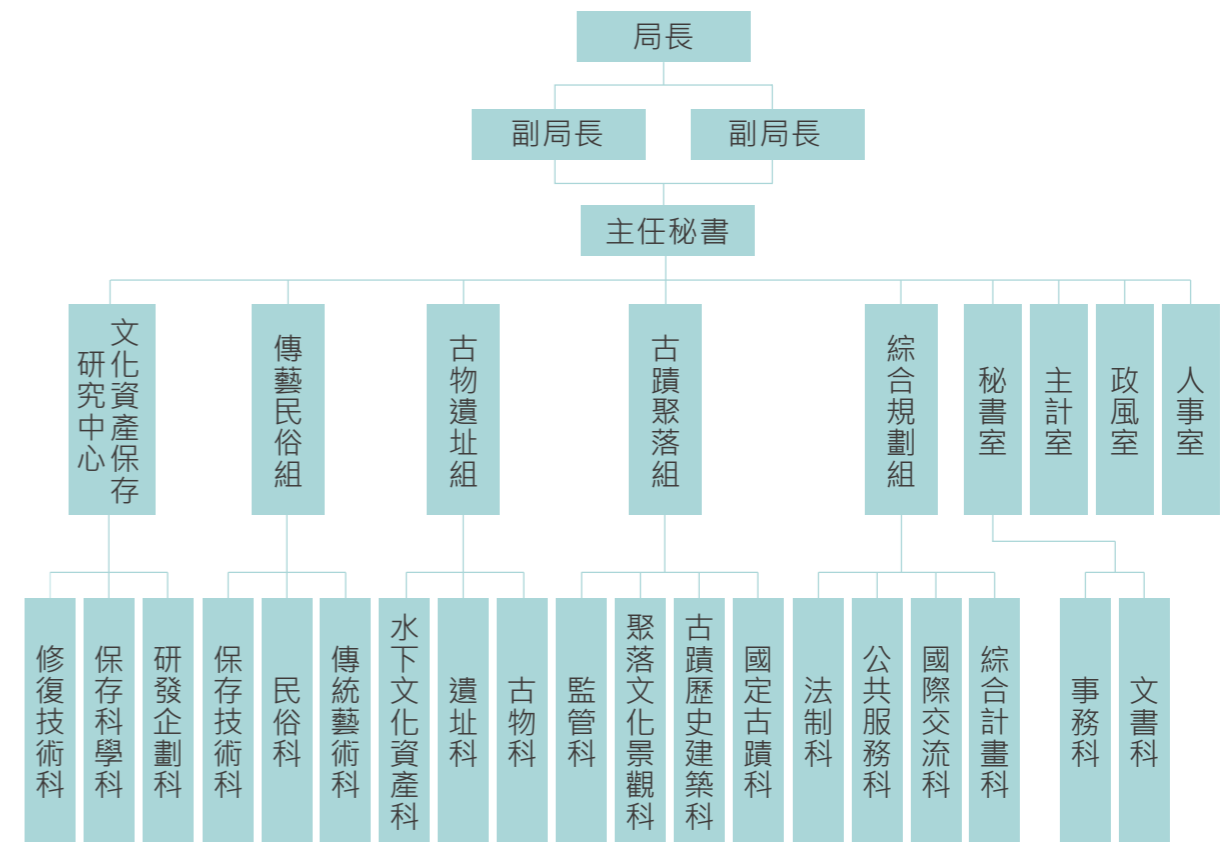 局長
副局長
副局長
主任秘書
文化資產保存
研究中心
傳藝民俗組
古物遺址組
古蹟聚落組
綜合規劃組
秘書室
主計室
政風室
人事室
修復技術科
保存科學科
研發企劃科
保存技術科
民俗科
傳統藝術科
水下文化資產科
遺址科
古物科
監管科
聚落文化景觀科
古蹟歷史建築科
國定古蹟科
法制科
公共服務科
國際交流科
綜合計畫科
事務科
文書科